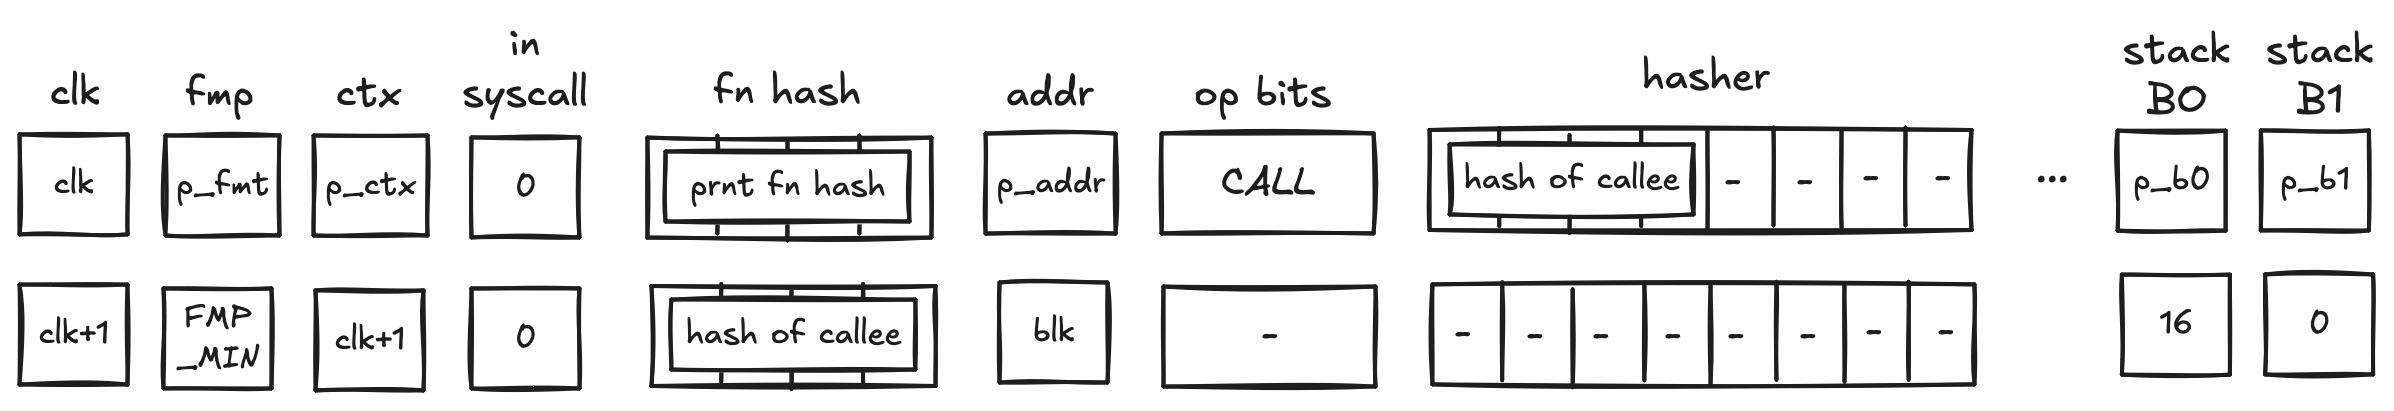 clk
fmp
ctx
in
syscall
fn hash
addr
op bits
hasher
stack
B0
stack
B1
clk
p_fmt
p_ctx
0
prnt fn hash
p_addr
CALL
hash of callee
-
-
-
-
...
p_b0
p_b1
clk+1
FMP
_MIN
clk+1
0
hash of callee
blk
-
-
-
-
-
-
-
-
-
16
0